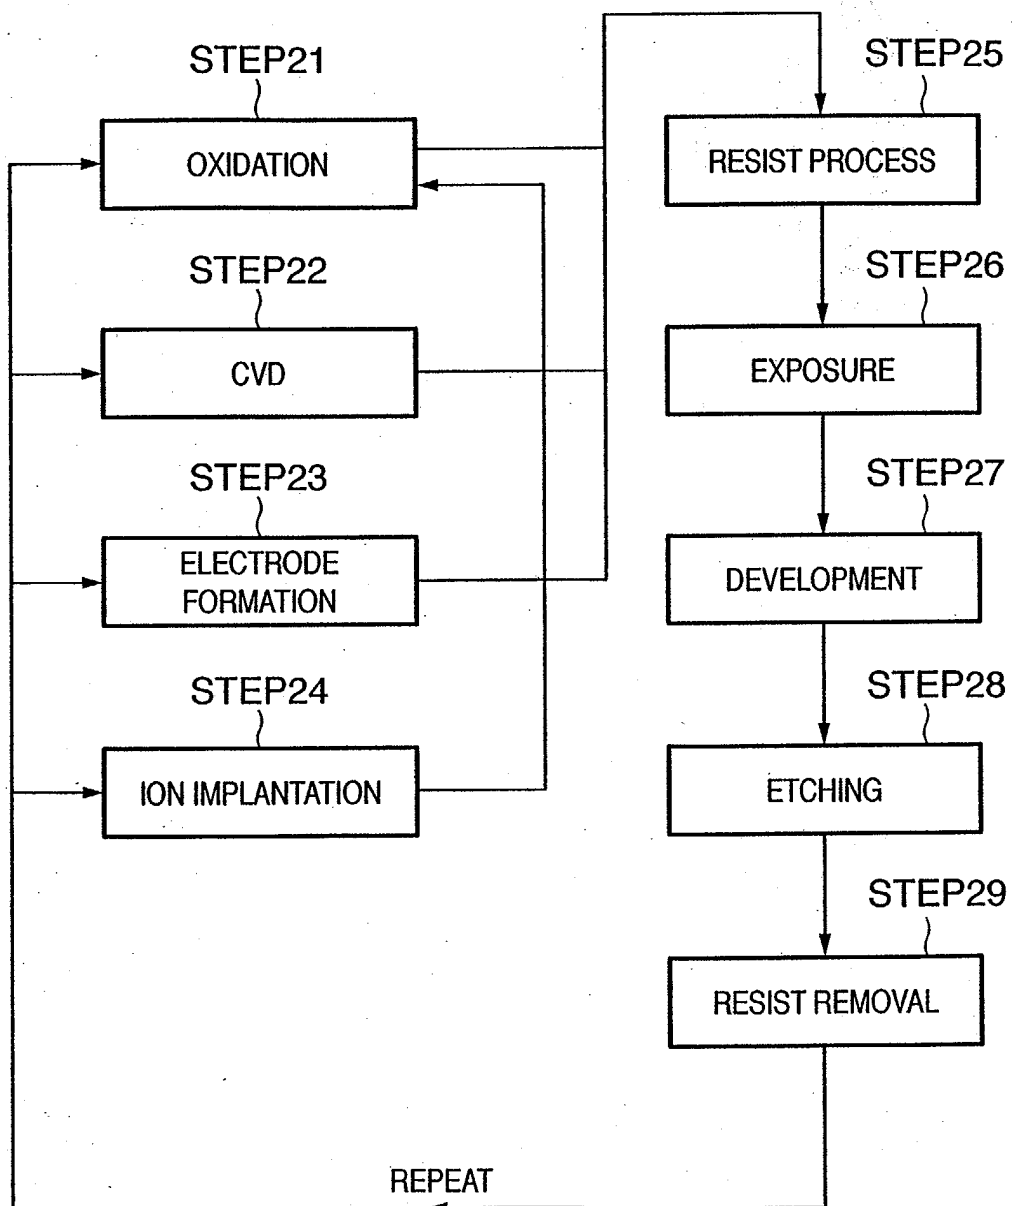 STEP21
OXIDATION
STEP22
CVD
STEP23
ELECTRODE
FORMATION
STEP24
ION IMPLANTATION
STEP25
RESIST PROCESS
STEP26
EXPOSURE
STEP27
DEVELOPMENT
STEP28
ETCHING
STEP29
RESIST REMOVAL
REPEAT